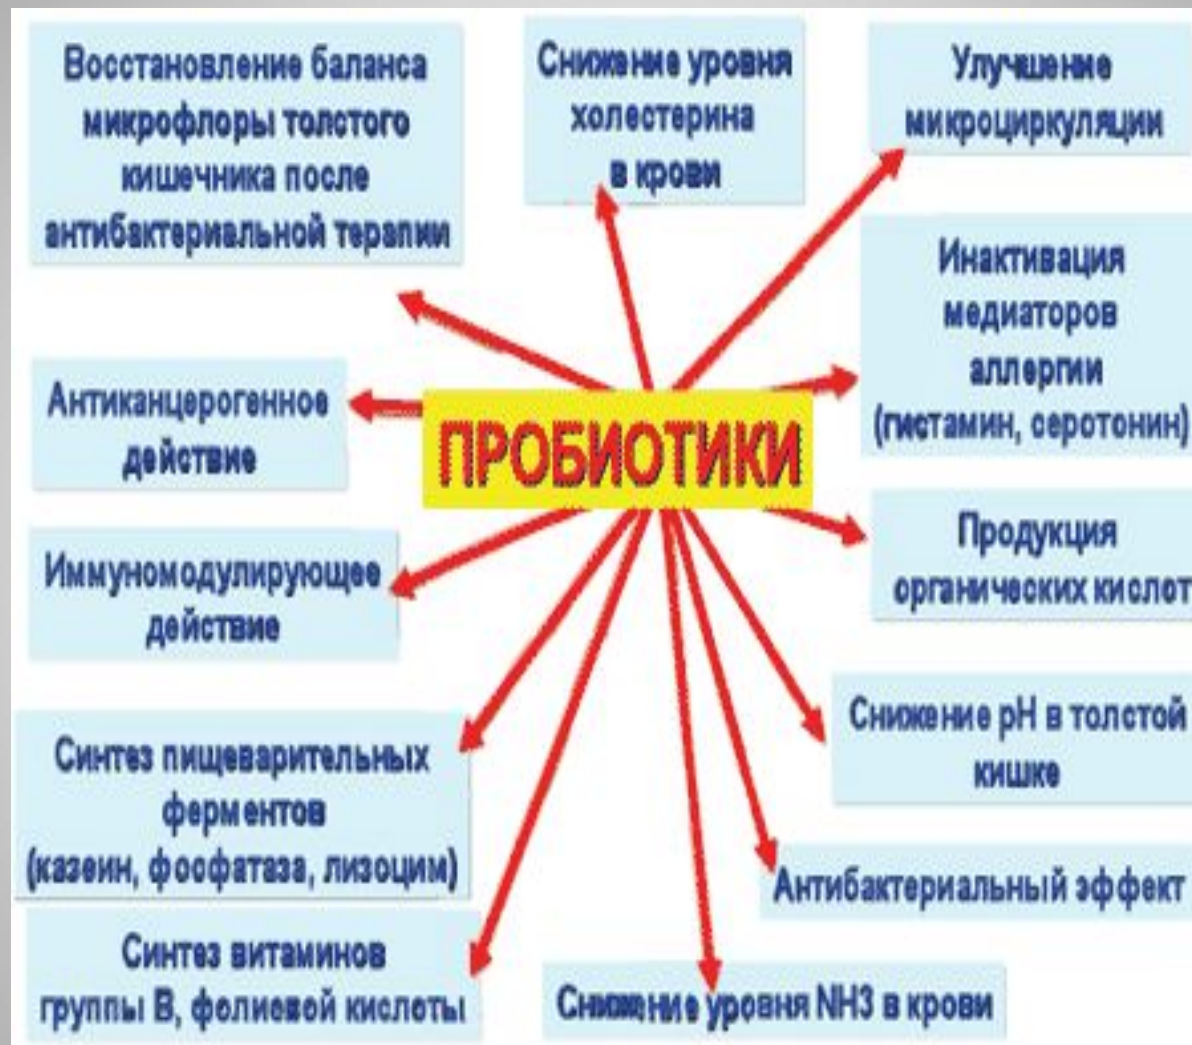 Восстановление баланса
микрофлоры толстого
кишечника после
антибактериальной терапии
Снижение уровня
холестерина
в крови
Улучшение
микроциркуляции
Инактивация
медиаторов
аллергии
(гистамин, серотонин)
Антиканцерогенное
действие
ПРОБИОТИКИ
Продукция
органических кислот
Иммуномодулирующее
действие
Снижение pH в толстой
кишке
Синтез пищеварительных
ферментов
(казеин, фосфатаза, лизоцим)
Антибактериальный эффект
Синтез витаминов
группы В, фолиевой кислоты
Снижение уровня NH3 в крови